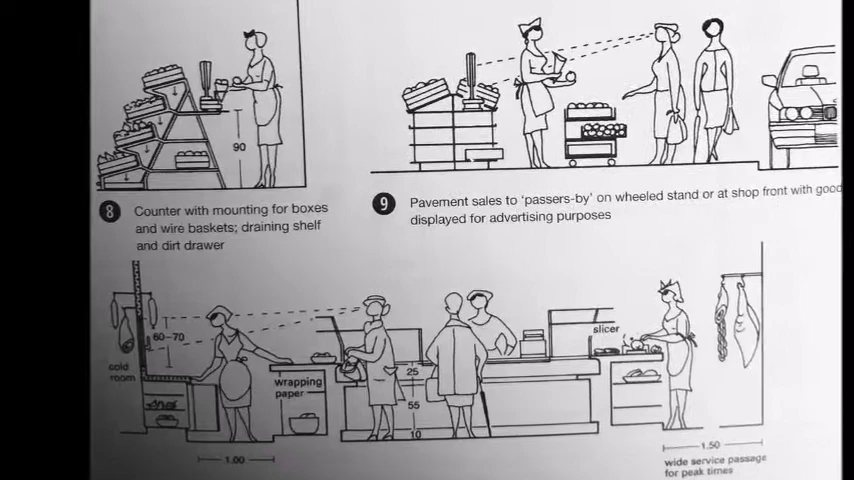 90
8 Counter with mounting for boxes
and wire baskets; draining shelf
and dirt drawer
9 Pavement sales to ‘passers-by’ on wheeled stand or at shop front with good
displayed for advertising purposes
60–70
cold
room
wrapping
paper
25
55
10
slicer
1.00
1.50
wide service passage
for peak times